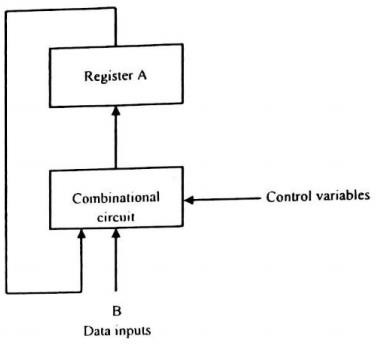 Register A
Combinational
circuit
Control variables
B
Data inputs